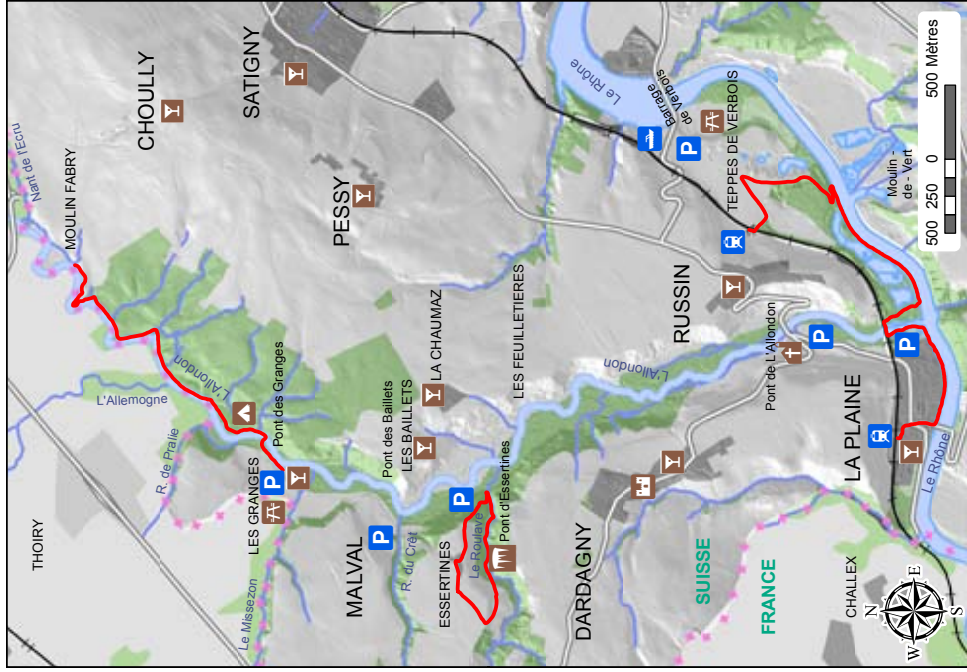 THOIRY
Nant de l'Ecru
MOULIN FABRY
CHOULLY
SATIGNY
L'Allemogne
R. de Pralie
L'Allondon
Pont des Granges
LES GRANGES
P
Le Missezon
PESSY
MALVAL
P
R. du Crêt
Pont des Baillets
LES BAILLETS
LA CHAUMAZ
ESSERTINES
P
Le Roulave
Pont d'Essertines
LES FEUILLETIERES
Le Rhône
Barrage
de Verbois
P
TEPPES DE VERBOIS
RUSSIN
L'Allondon
Pont de L'Allondon
P
DARDAGNY
SUISSE
FRANCE
LA PLAINE
P
Moulin -
de - Vert
Le Rhône
CHALLEX
N
W
E
S
500
250
0
500 Mètres